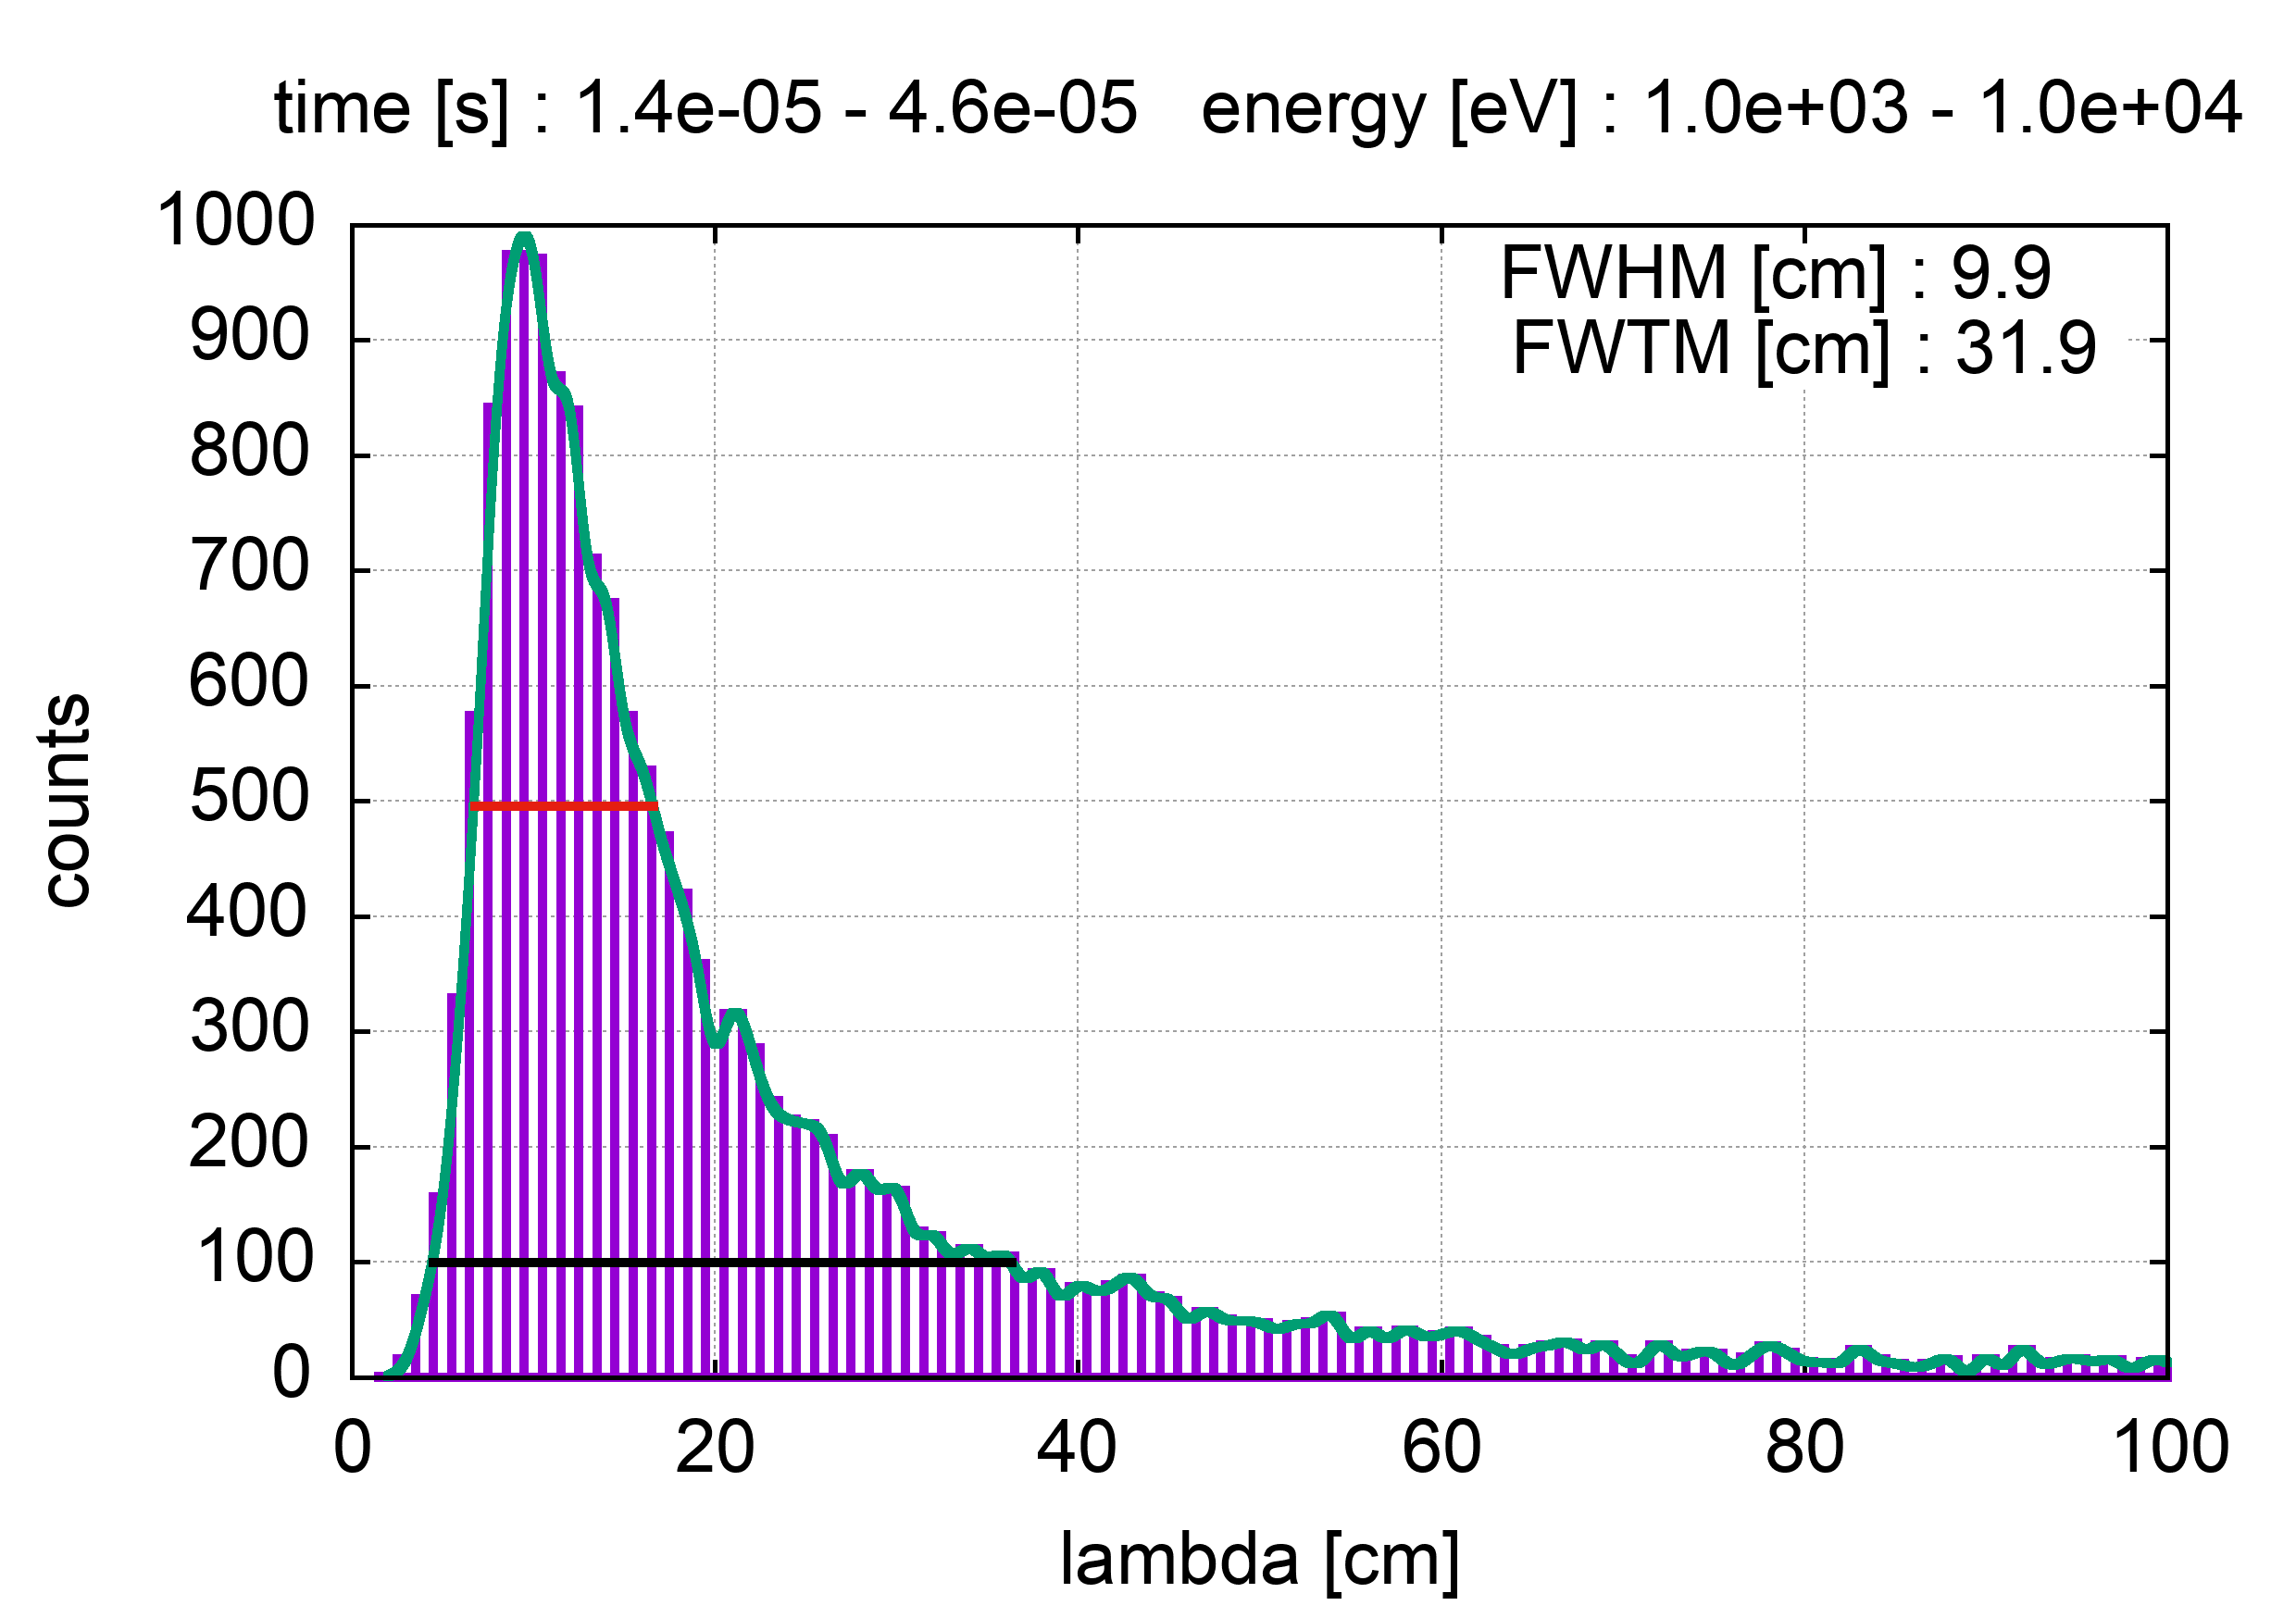 time [s] : 1.4e-05 - 4.6e-05   energy [eV] : 1.0e+03 - 1.0e+04
FWHM [cm] : 9.9
FWTM [cm] : 31.9
1000
900
800
700
600
500
400
300
200
100
0
counts
0 20 40 60 80 100
lambda [cm]